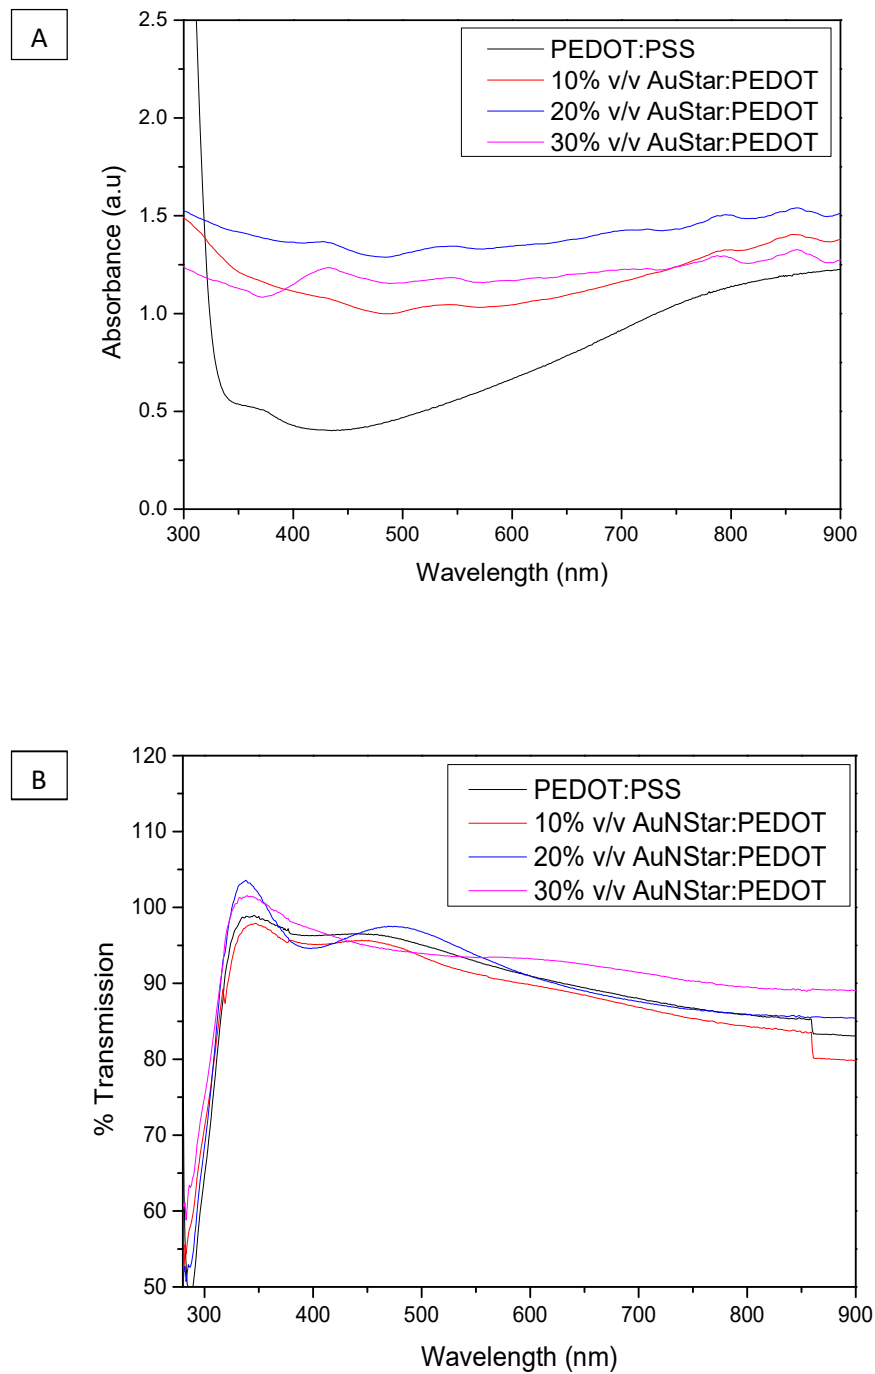 A
2.5
2.0
1.5
1.0
0.5
0.0
Absorbance (a.u)
PEDOT:PSS
10% v/v AuStar:PEDOT
20% v/v AuStar:PEDOT
30% v/v AuStar:PEDOT
300 400 500 600 700 800 900
Wavelength (nm)
B
120
110
100
90
80
70
60
50
% Transmission
PEDOT:PSS
10% v/v AuNStar:PEDOT
20% v/v AuNStar:PEDOT
30% v/v AuNStar:PEDOT
300 400 500 600 700 800 900
Wavelength (nm)